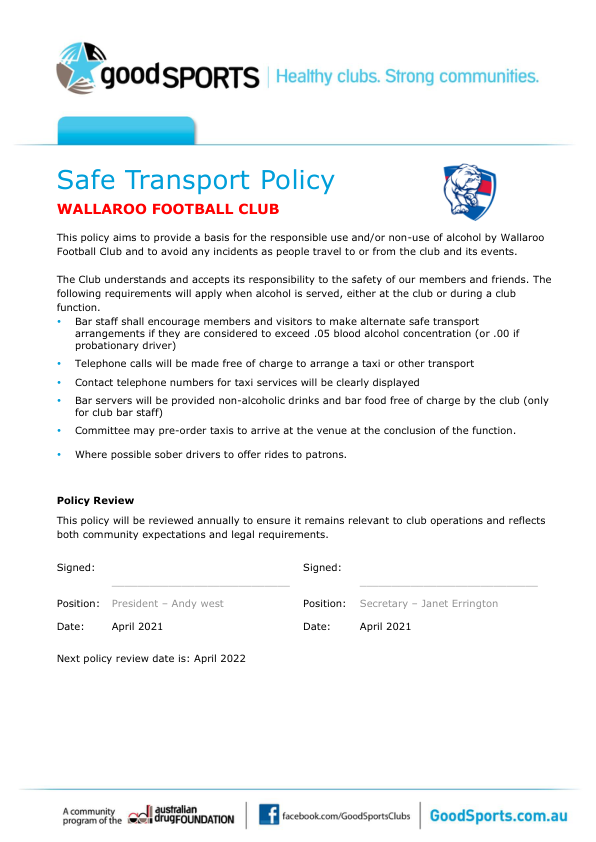 goodSPORTS Healthy clubs. Strong communities.
Safe Transport Policy
WALLAROO FOOTBALL CLUB
This policy aims to provide a basis for the responsible use and/or non-use of alcohol by Wallaroo
Football Club and to avoid any incidents as people travel to or from the club and its events.
The Club understands and accepts its responsibility to the safety of our members and friends. The
following requirements will apply when alcohol is served, either at the club or during a club
function.
• Bar staff shall encourage members and visitors to make alternate safe transport
arrangements if they are considered to exceed .05 blood alcohol concentration (or .00 if
probationary driver)
• Telephone calls will be made free of charge to arrange a taxi or other transport
• Contact telephone numbers for taxi services will be clearly displayed
• Bar servers will be provided non-alcoholic drinks and bar food free of charge by the club (only
for club bar staff)
• Committee may pre-order taxis to arrive at the venue at the conclusion of the function.
• Where possible sober drivers to offer rides to patrons.
Policy Review
This policy will be reviewed annually to ensure it remains relevant to club operations and reflects
both community expectations and legal requirements.
Signed: Signed:
Position: President – Andy west Position: Secretary – Janet Errington
Date: April 2021 Date: April 2021
Next policy review date is: April 2022
A community
program of the
australian
drugFOUNDATION
facebook.com/GoodSportsClubs
GoodSports.com.au